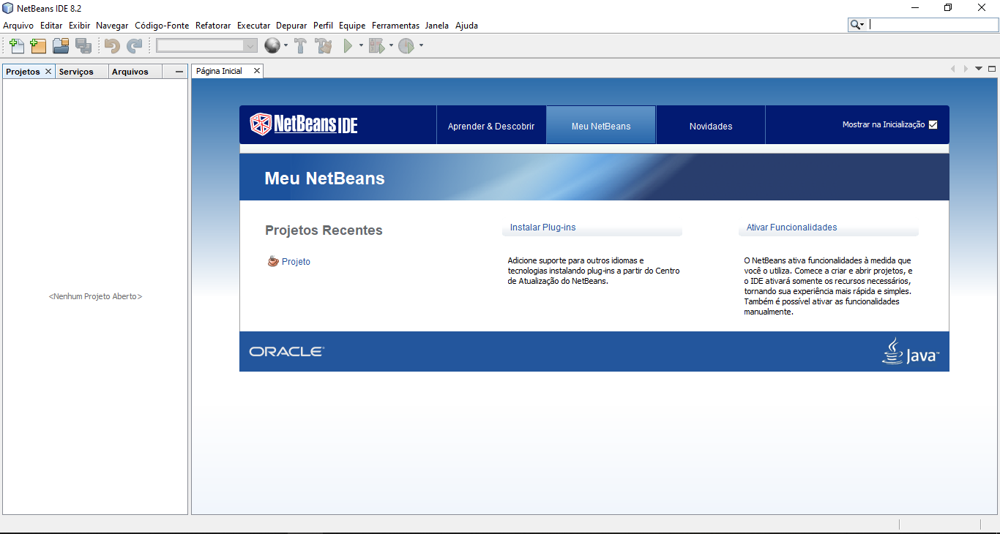 NetBeans IDE 8.2
Arquivo Editar Exibir Navegar Código-Fonte Refatorar Executar Depurar Perfil Equipe Ferramentas Janela Ajuda
Projetos Serviços Arquivos
Página Inicial
NetBeans IDE
Aprender & Descobrir
Meu NetBeans
Novidades
Mostrar na Inicialização
Meu NetBeans
Projetos Recentes
Projeto
Instalar Plug-ins
Adicione suporte para outros idiomas e
tecnologias instalando plug-ins a partir do Centro
de Atualização do NetBeans.
Ativar Funcionalidades
O NetBeans ativa funcionalidades à medida que
você o utiliza. Comece a criar e abrir projetos, e
o IDE ativará somente os recursos necessários,
tornando sua experiência mais rápida e simples.
Também é possível ativar as funcionalidades
manualmente.
<Nenhum Projeto Aberto>
ORACLE®
Java™